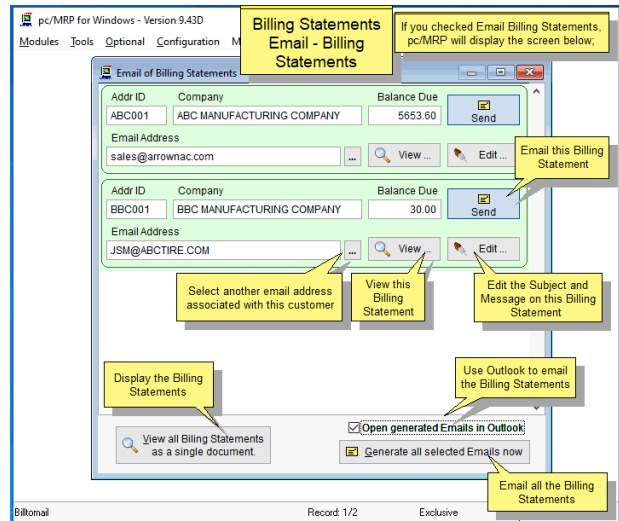 pc/MRP for Windows - Version 9.43D
Billing Statements
Email - Billing
Statements
If you checked Email Billing Statements,
pc/MRP will display the screen below;
Modules Tools Optional Configuration M
Email of Billing Statements
Addr ID Company Balance Due
ABC001 ABC MANUFACTURING COMPANY 5653.60 Send
Email Address
sales@arrownac.com ... View ... Edit ...
Email this Billing
Statement
Addr ID Company Balance Due
BBC001 BBC MANUFACTURING COMPANY 30.00 Send
Email Address
JSM@ABCTIRE.COM ... View ... Edit ...
Select another email address
associated with this customer
View this
Billing
Statement
Edit the Subject and
Message on this Billing
Statement
Display the Billing
Statements
Use Outlook to email
the Billing Statements
View all Biling Statements
as a single document.
Open generated Emails in Outlook
Generate all selected Emails now
Email all the Billing
Statements
Billtomail Record: 1/2 Exclusive